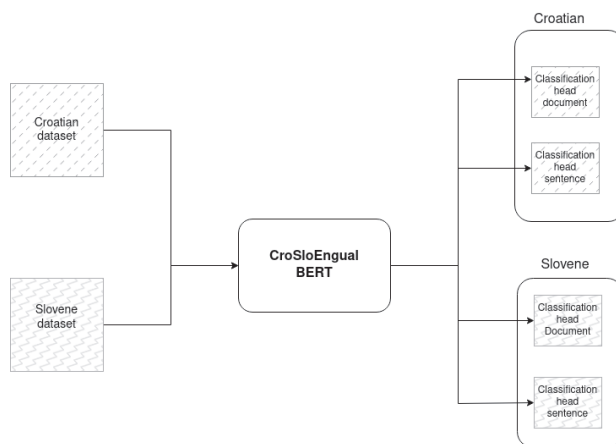 Croatian
Classification
head
document
Croatian
dataset
Classification
head
sentence
CroSloEngual
BERT
Slovene
Slovene
dataset
Classification
head
Document
Classification
head
sentence